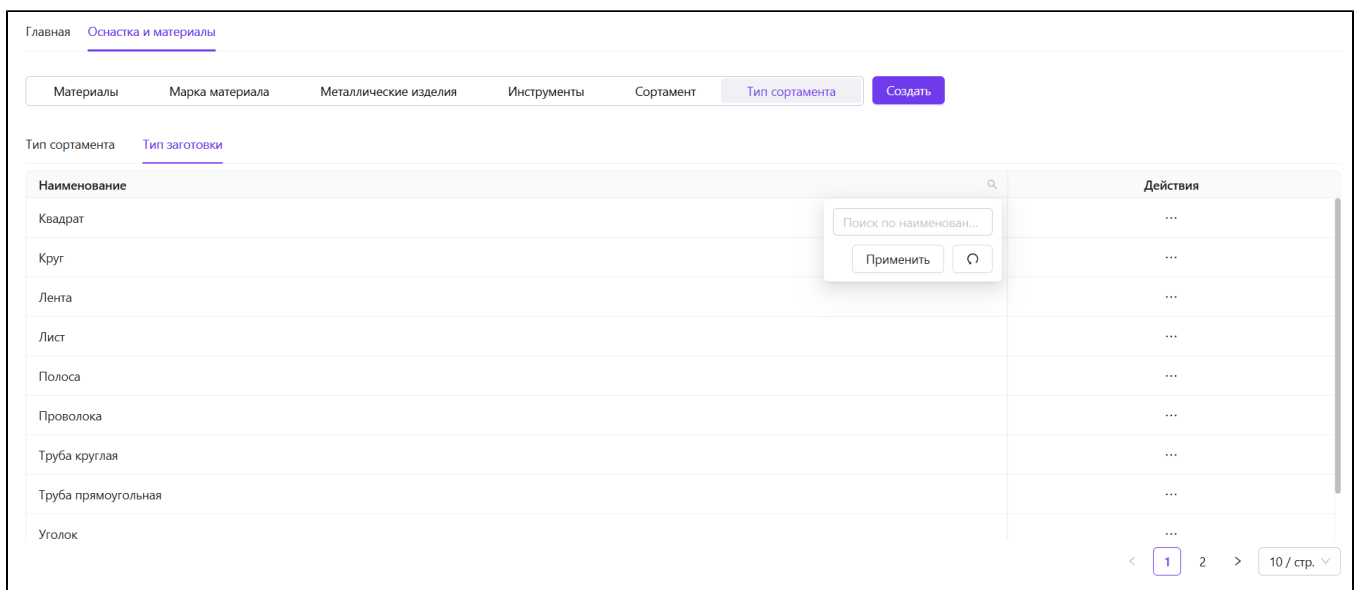 Главная Оснастка и материалы
Материалы Марка материала Металлические изделия Инструменты Сортамент Тип сортамента Создать
Тип сортамента Тип заготовки
Наименование Действия
Квадрат ...
Поиск по наименован...
Круг ...
Применить
Лента ...
Лист ...
Полоса ...
Проволока ...
Труба круглая ...
Труба прямоугольная ...
Уголок ...
< 1 2 > 10 / стр.